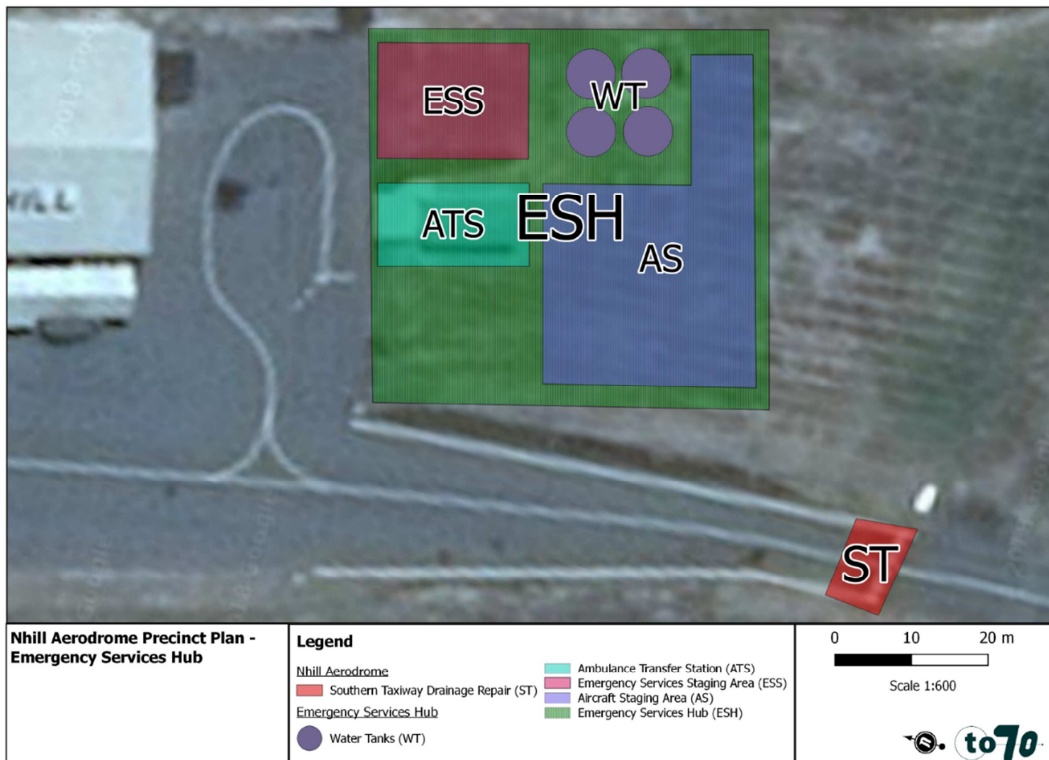 ESS
WT
ATS
ESH
AS
ST
Nhill Aerodrome Precinct Plan -
Emergency Services Hub
Legend
Nhill Aerodrome
Southern Taxiway Drainage Repair (ST)
Emergency Services Hub
Water Tanks (WT)
Ambulance Transfer Station (ATS)
Emergency Services Staging Area (ESS)
Aircraft Staging Area (AS)
Emergency Services Hub (ESH)
0 10 20 m
Scale 1:600
to70